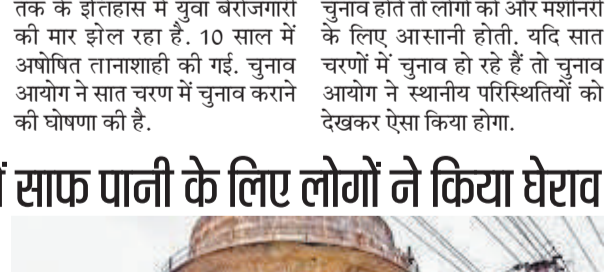 तक के इतिहास में युवा बेरोजगारी
की मार झेल रहा है. 10 साल में
अघोषित तानाशाही की गई. चुनाव
आयोग ने सात चरण में चुनाव कराने
की घोषणा की है.
चुनाव होते तो लोगों को और मशीनरी
के लिए आसानी होती. यदि सात
चरणों में चुनाव हो रहे हैं तो चुनाव
आयोग ने स्थानीय परिस्थितियों को
देखकर ऐसा किया होगा.
में साफ पानी के लिए लोगों ने किया घेराव